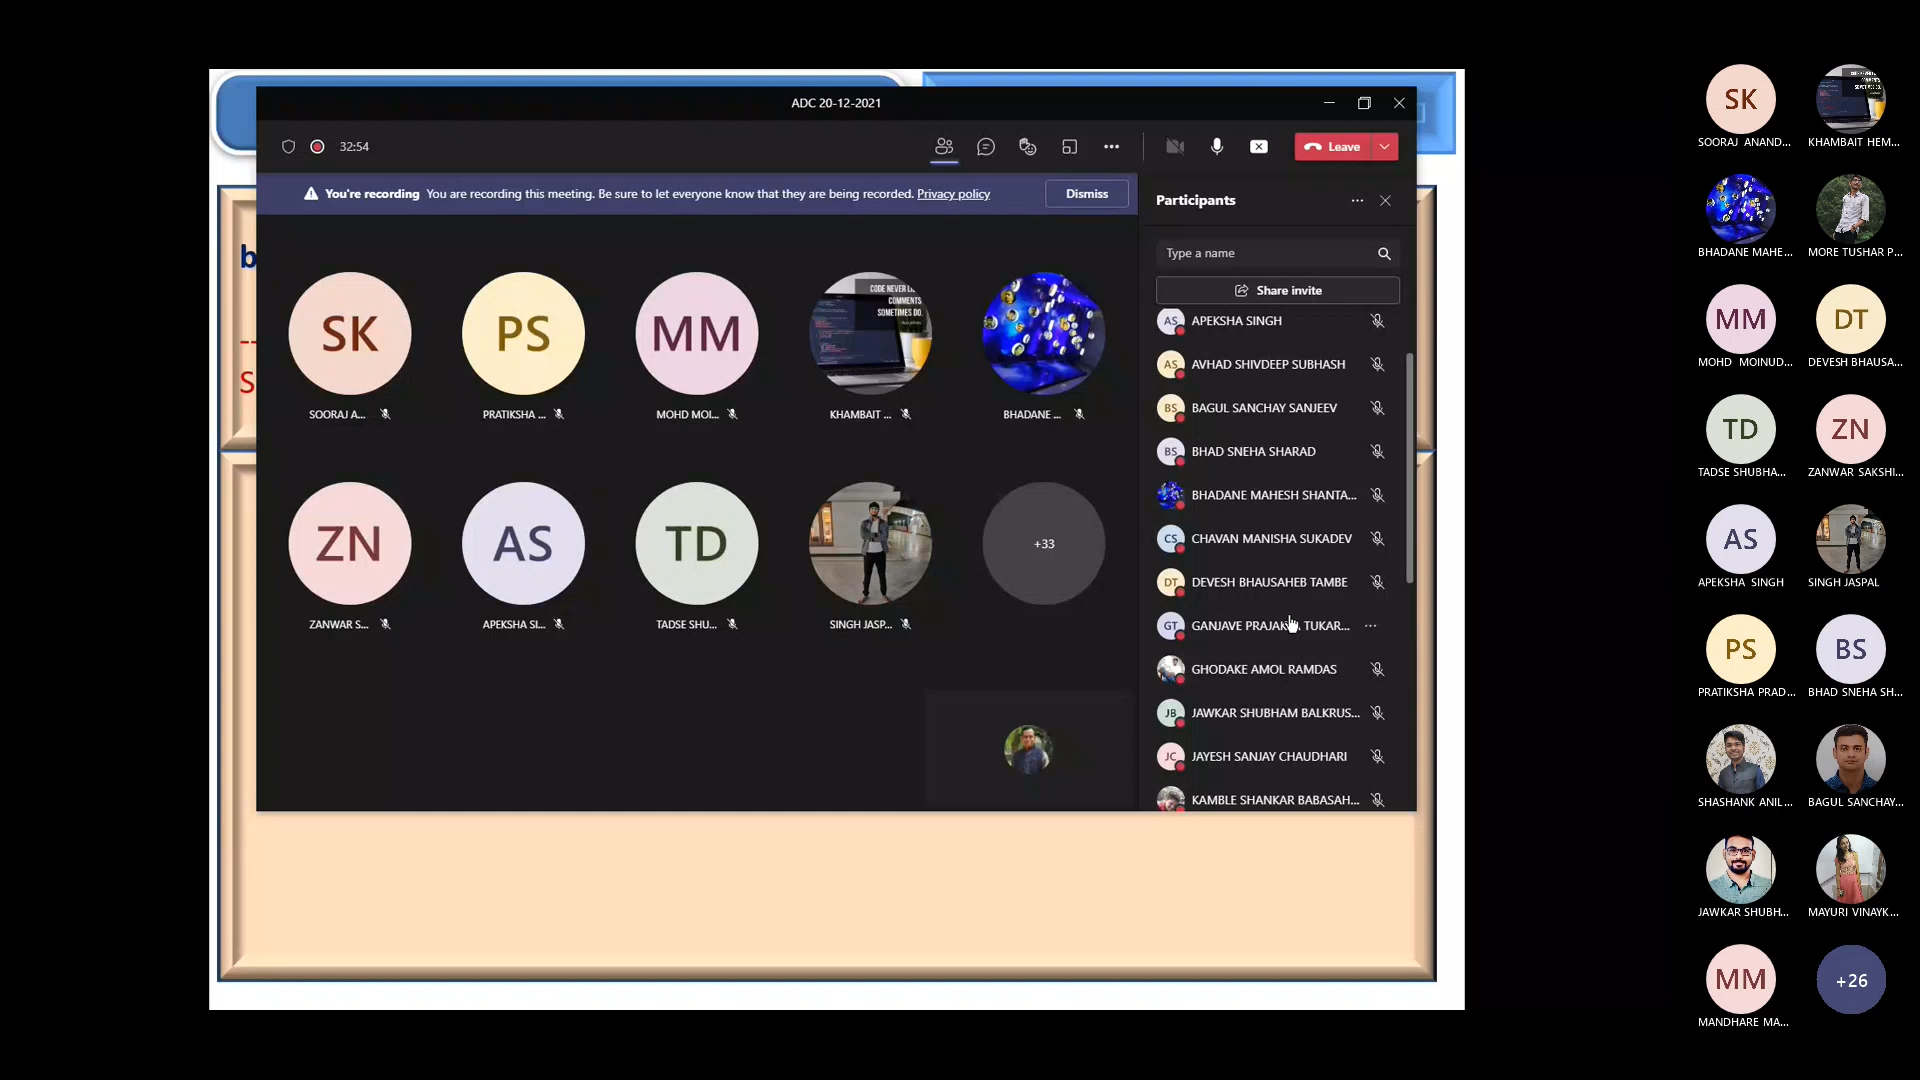 ADC 20-12-2021
32:54
Leave
You're recording You are recording this meeting. Be sure to let everyone know that they are being recorded. Privacy policy
Dismiss
b
--
S
SK
PS
MM
CODE NEVER
COMMENTS
SOMETIMES DO.
SOORAJ A...
PRATIKSHA ...
MOHD MOI...
KHAMBAIT ...
BHADANE ...
ZN
AS
TD
+33
ZANWAR S...
APEKSHA SI...
TADSE SHU...
SINGH JASP...
Participants
Type a name
Share invite
AS APEKSHA SINGH
AS AVHAD SHIVDEEP SUBHASH
BS BAGUL SANCHAY SANJEEV
BS BHAD SNEHA SHARAD
BHADANE MAHESH SHANTA...
CS CHAVAN MANISHA SUKADEV
DT DEVESH BHAUSAHEB TAMBE
GT GANJAVE TUKAR...
GHODAKE AMOL RAMDAS
JB JAWKAR SHUBHAM BALKRUS...
JC JAYESH SANJAY CHAUDHARI
KAMBLE SHANKAR BABASAH...
SK
SOORAJ ANAND...
KHAMBAIT HEM...
BHADANE MAHE...
MORE TUSHAR P...
MM
DT
MOHD MOINUD...
DEVESH BHAUSA...
TD
ZN
TADSE SHUBHA...
ZANWAR SAKSHI...
AS
APEKSHA SINGH
SINGH JASPAL
PS
BS
PRATIKSHA PRAD...
BHAD SNEHA SH...
SHASHANK ANIL...
BAGUL SANCHAY...
JAWKAR SHUBH...
MAYURI VINAYK...
MM
+26
MANDHARE MA...